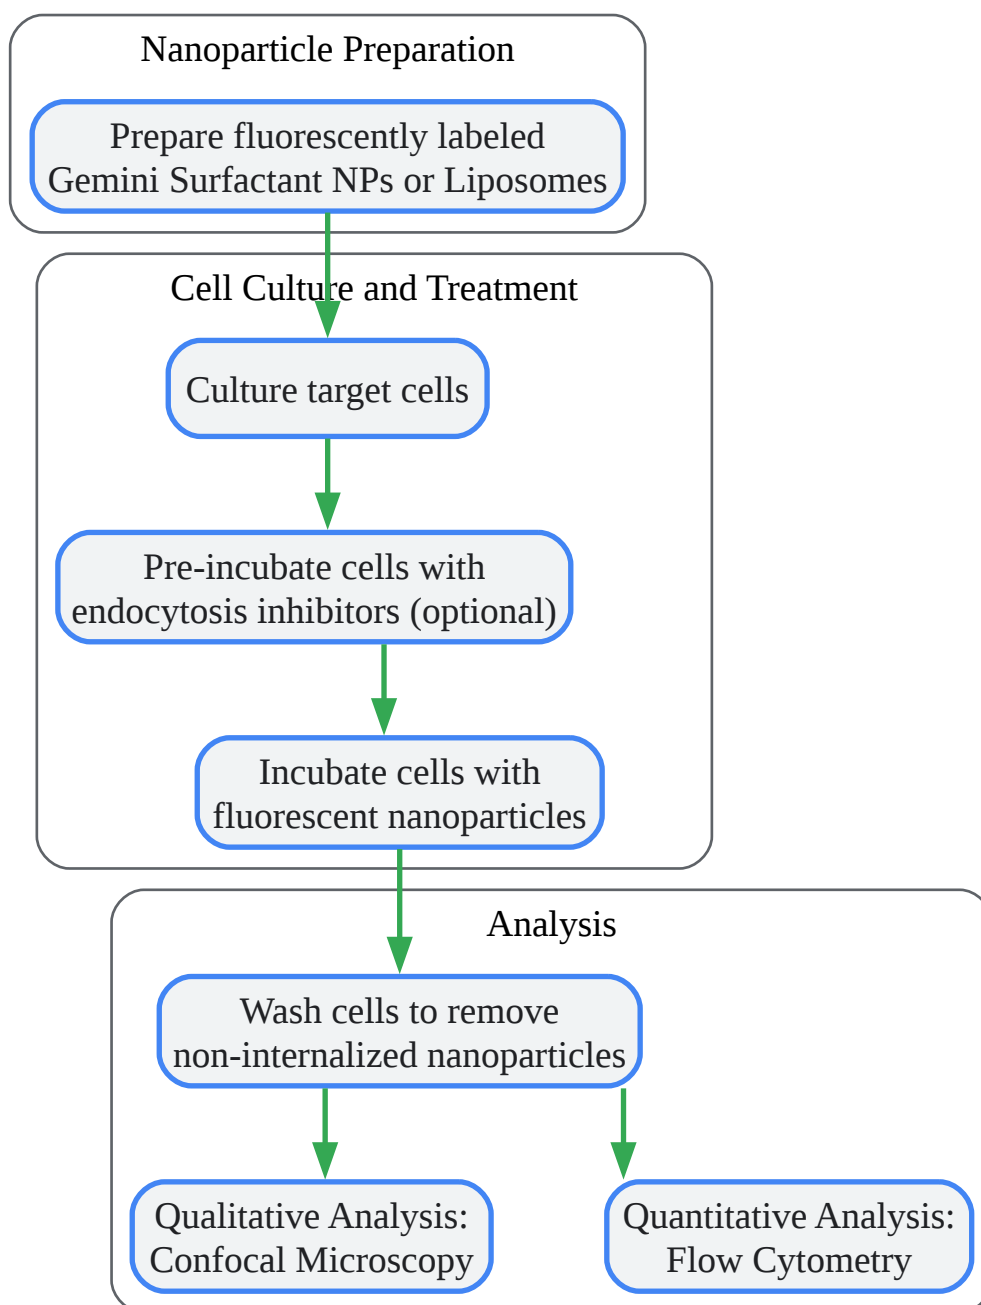 Nanoparticle Preparation
Prepare fluorescently labeled
Gemini Surfactant NPs or Liposomes
Cell Culture and Treatment
Culture target cells
Pre-incubate cells with
endocytosis inhibitors (optional)
Incubate cells with
fluorescent nanoparticles
Analysis
Wash cells to remove
non-internalized nanoparticles
Qualitative Analysis:
Confocal Microscopy
Quantitative Analysis:
Flow Cytometry